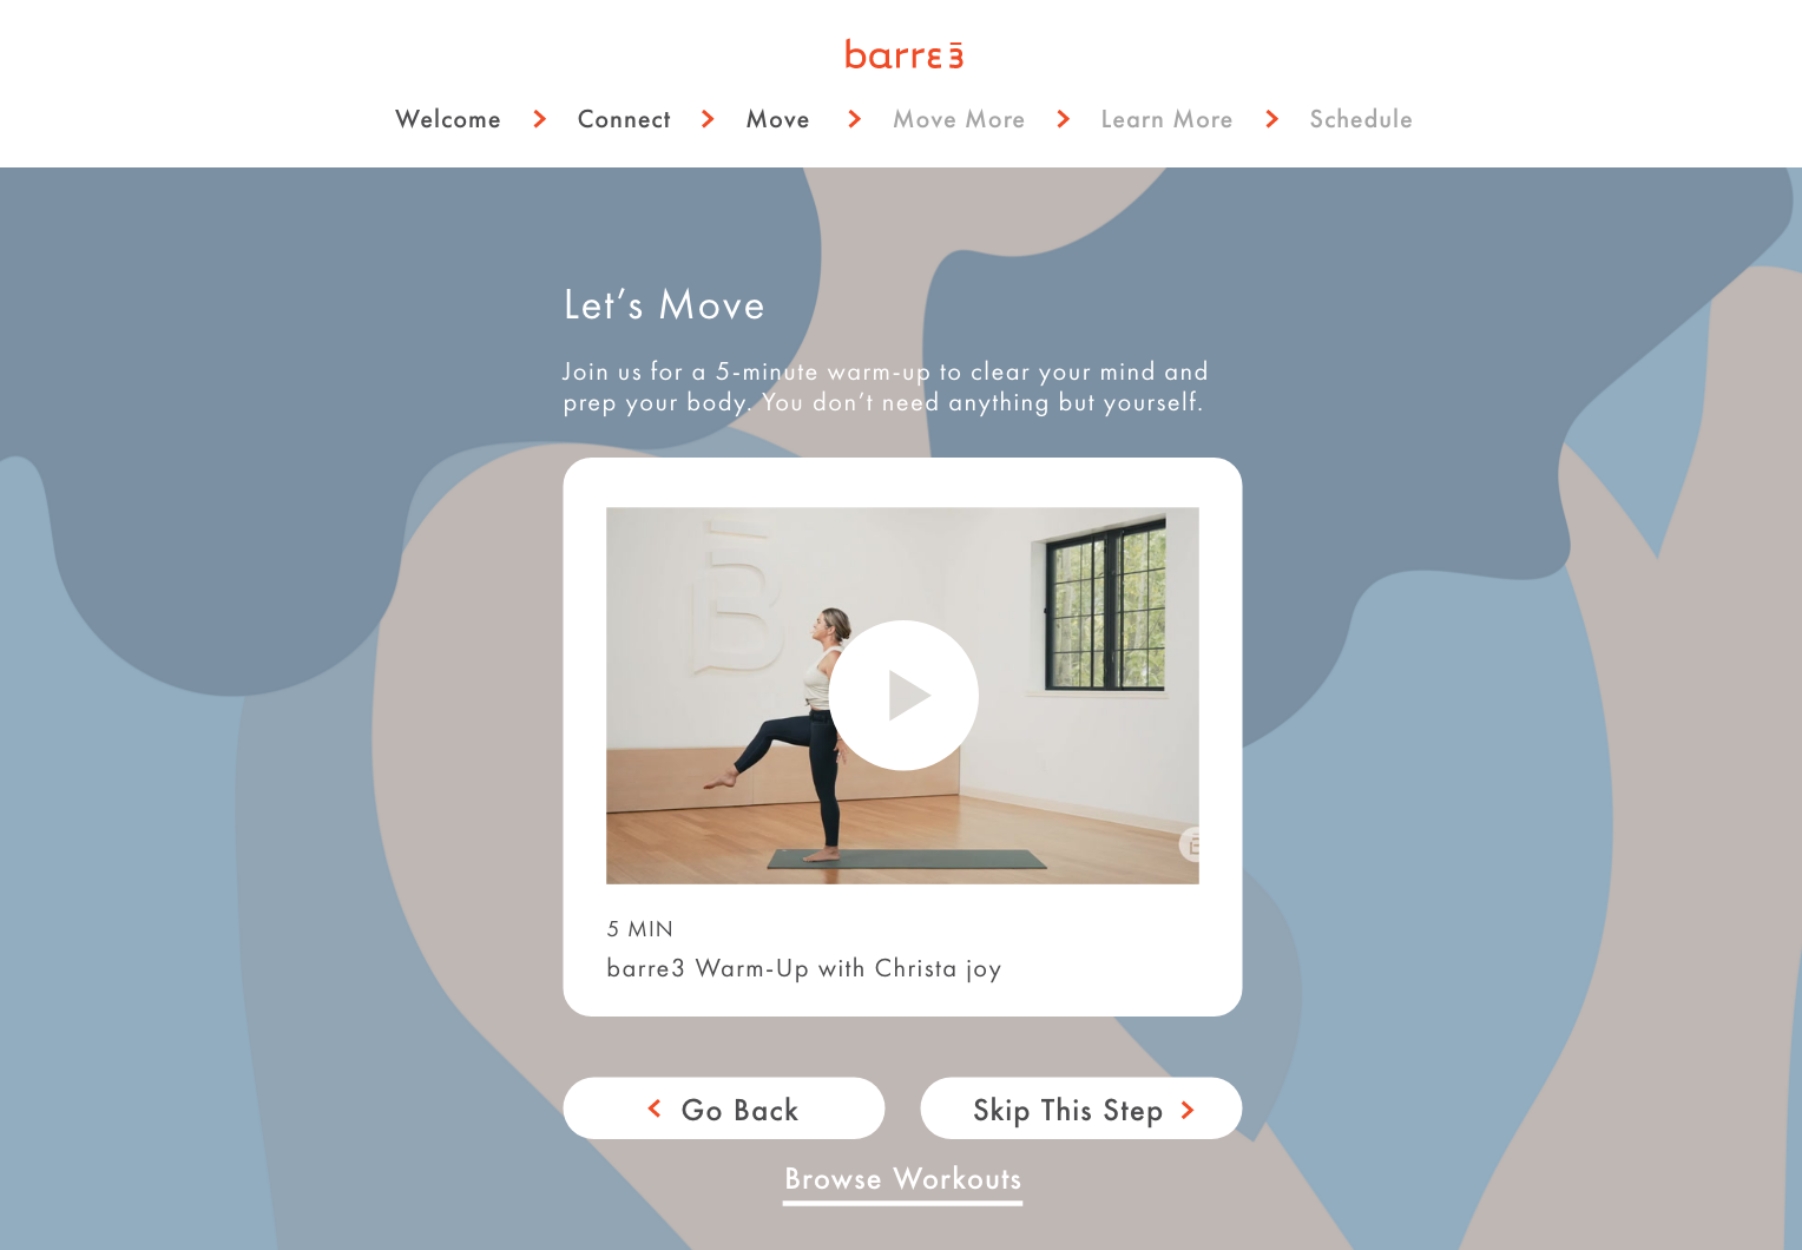 barre3
Welcome > Connect > Move > Move More > Learn More > Schedule
Let’s Move
Join us for a 5-minute warm-up to clear your mind and
prep your body. You don’t need anything but yourself.
5 MIN
barre3 Warm-Up with Christa joy
< Go Back
Skip This Step >
Browse Workouts